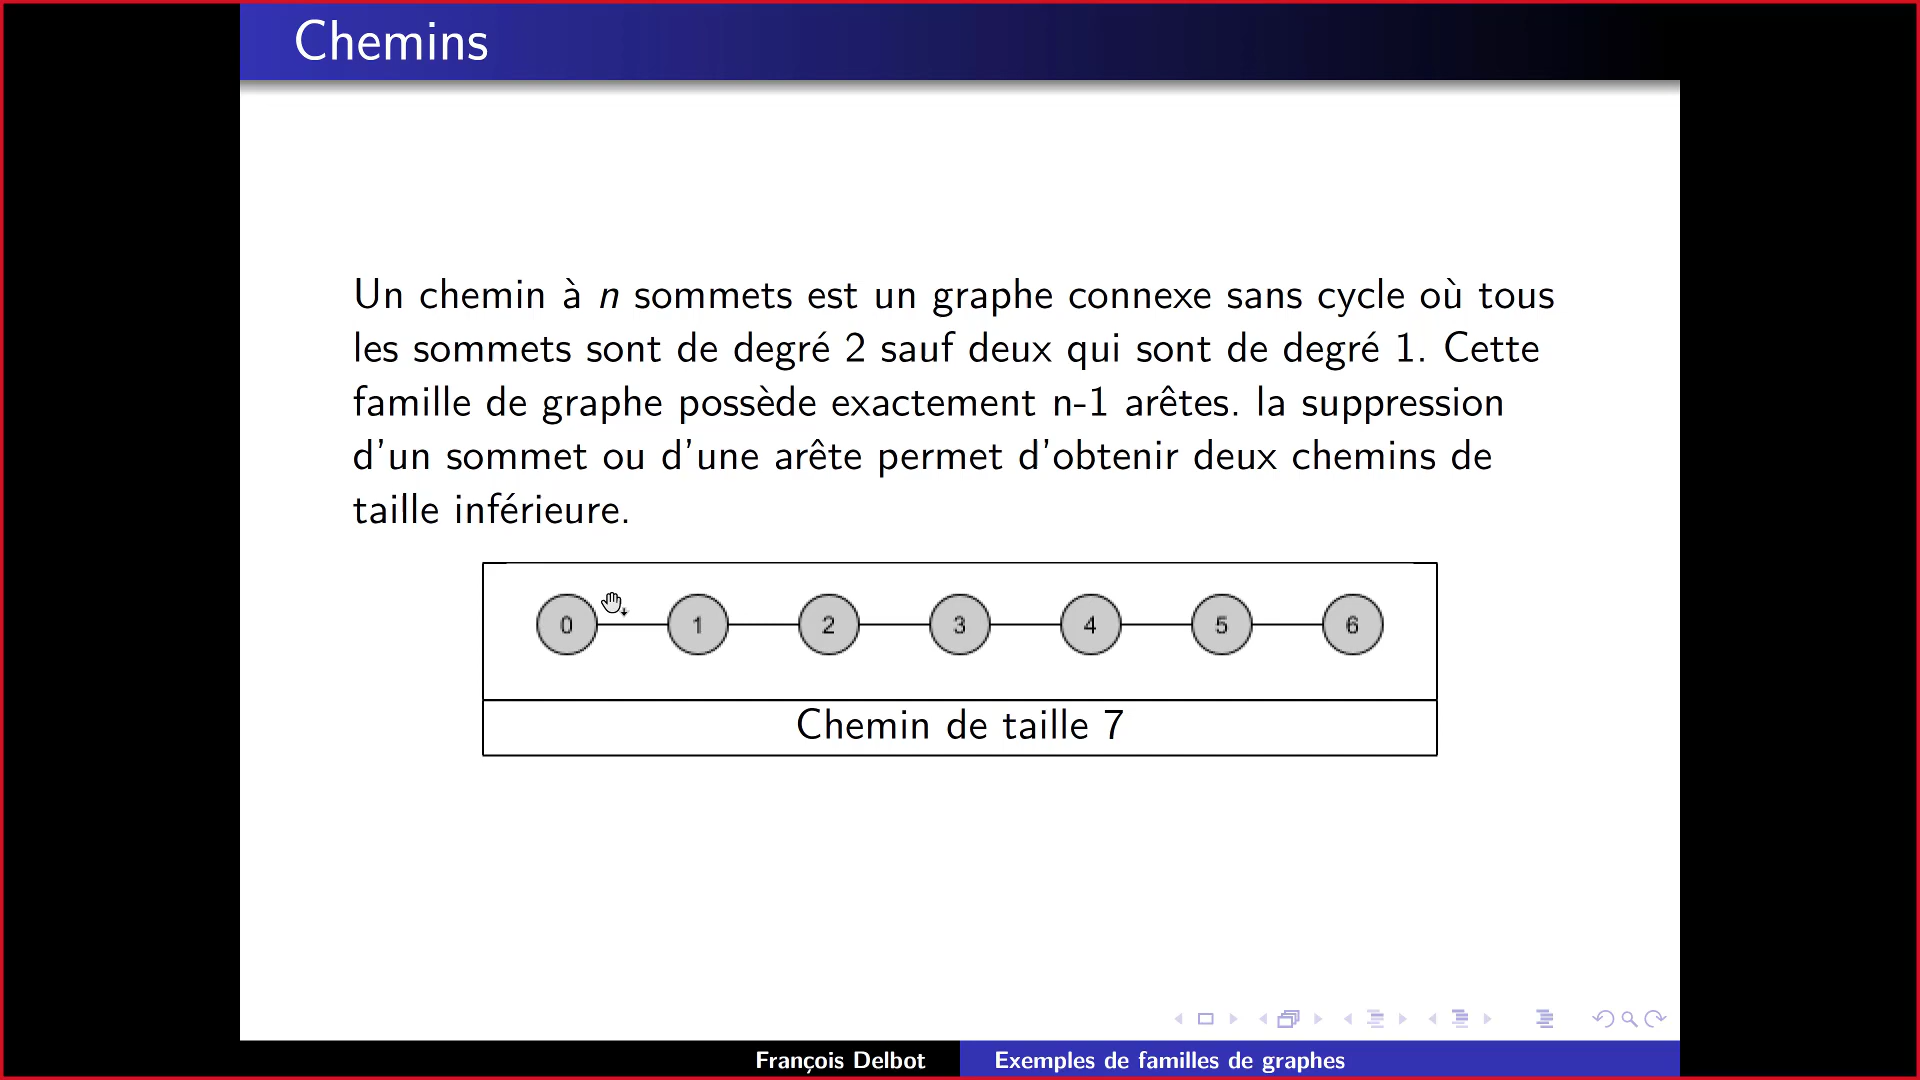 Chemins
Un chemin à n sommets est un graphe connexe sans cycle où tous
les sommets sont de degré 2 sauf deux qui sont de degré 1. Cette
famille de graphe possède exactement n-1 arêtes. la suppression
d'un sommet ou d'une arête permet d'obtenir deux chemins de
taille inférieure.
0 1 2 3 4 5 6
Chemin de taille 7
François Delbot Exemples de familles de graphes